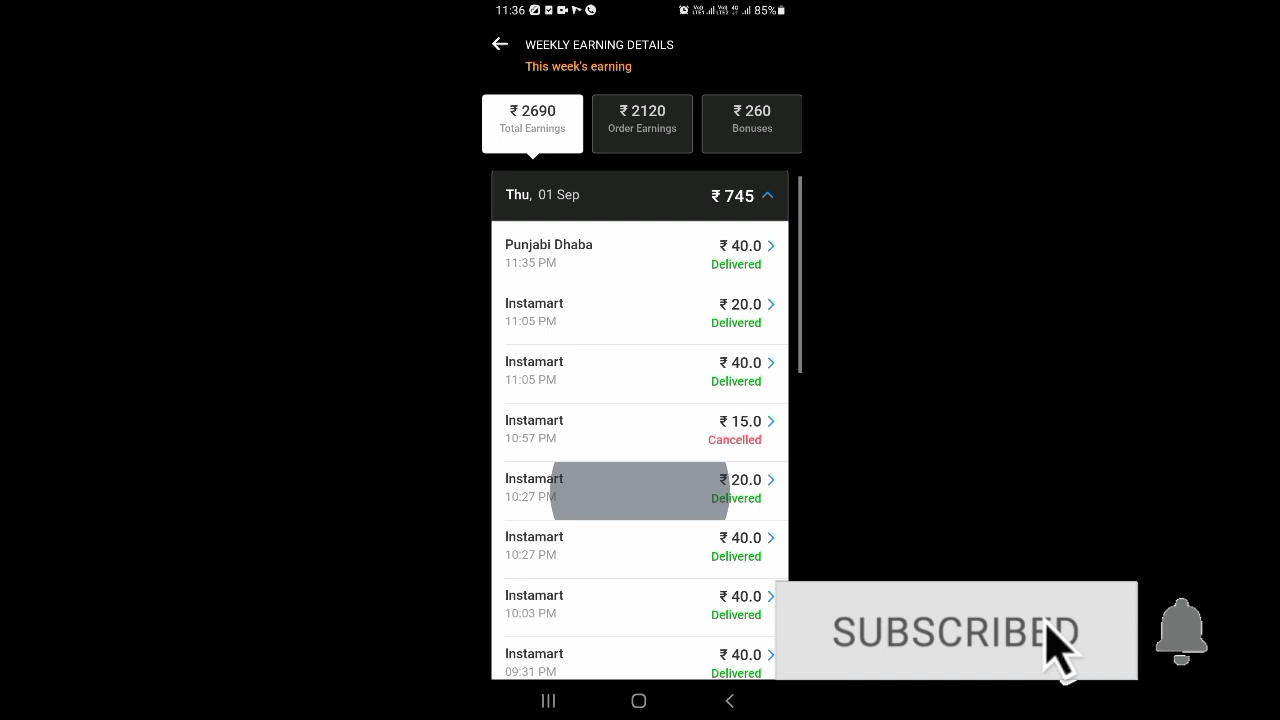 11:36
85%
WEEKLY EARNING DETAILS
This week's earning
₹ 2690
Total Earnings
₹ 2120
Order Earnings
₹ 260
Bonuses
Thu, 01 Sep ₹ 745
Punjabi Dhaba ₹ 40.0
11:35 PM Delivered
Instamart ₹ 20.0
11:05 PM Delivered
Instamart ₹ 40.0
11:05 PM Delivered
Instamart ₹ 15.0
10:57 PM Cancelled
Instamart ₹ 20.0
10:27 PM Delivered
Instamart ₹ 40.0
10:27 PM Delivered
Instamart ₹ 40.0
10:03 PM Delivered
Instamart ₹ 40.0
09:31 PM Delivered
SUBSCRIBED